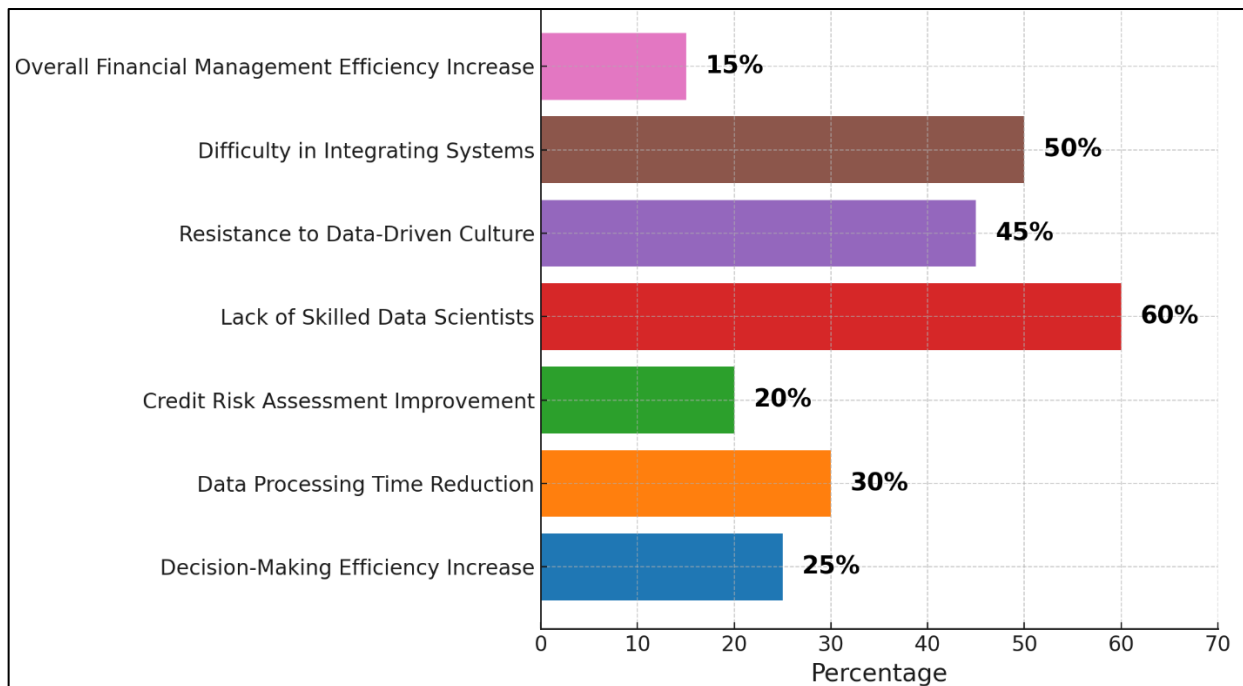 Overall Financial Management Efficiency Increase
15%
Difficulty in Integrating Systems
50%
Resistance to Data-Driven Culture
45%
Lack of Skilled Data Scientists
60%
Credit Risk Assessment Improvement
20%
Data Processing Time Reduction
30%
Decision-Making Efficiency Increase
25%
0 10 20 30 40 50 60 70
Percentage